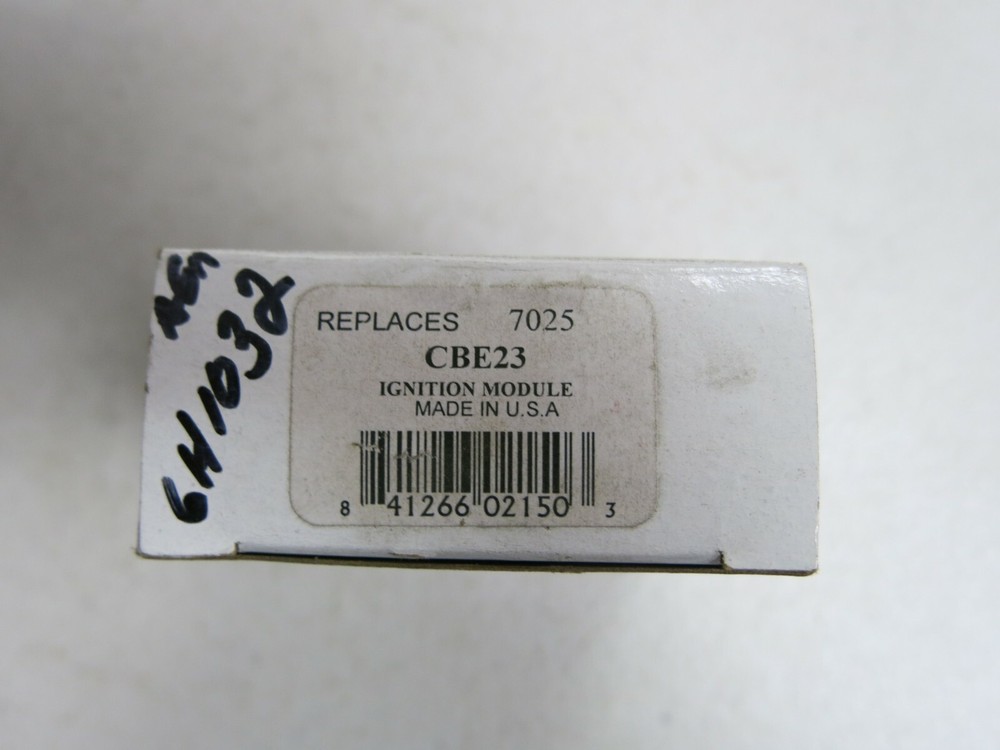 6H1032
REPLACES 7025
CBE23
IGNITION MODULE
MADE IN U.S.A
8 41266 02150 3